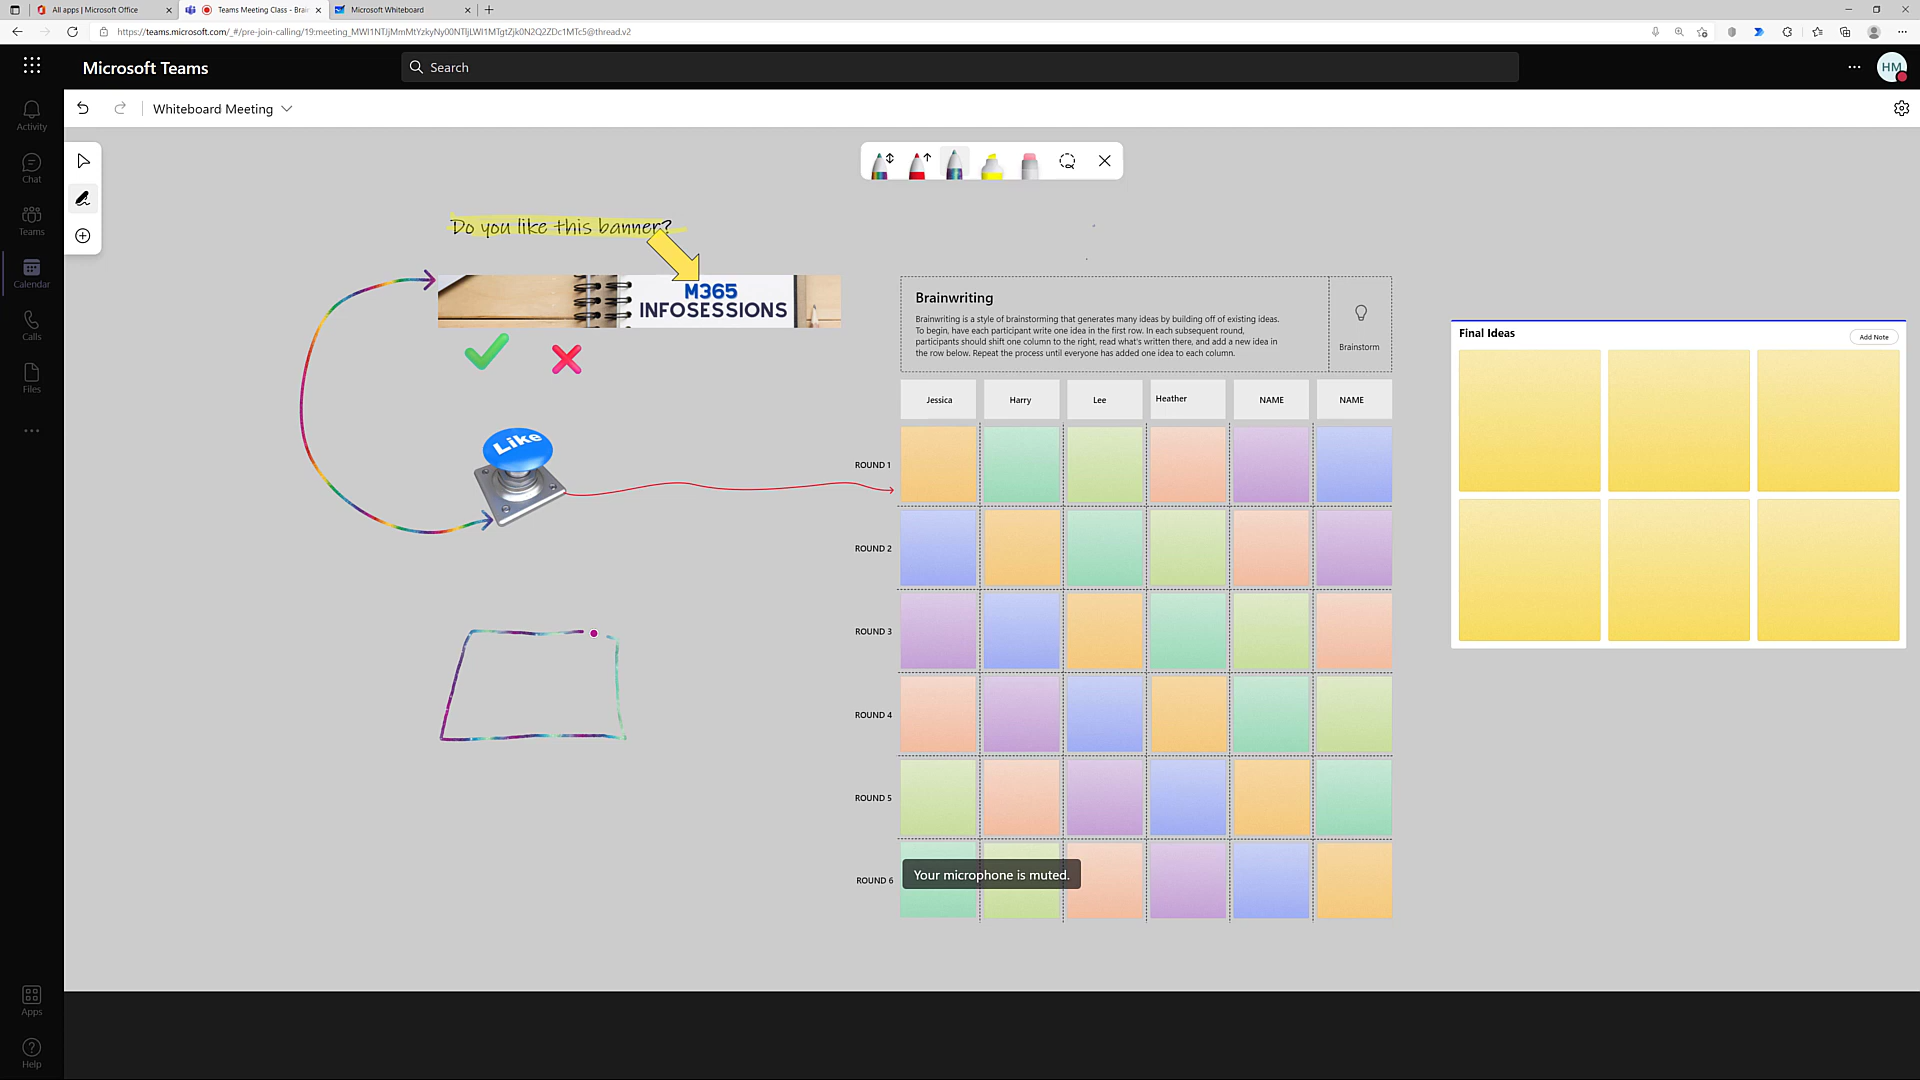 All apps | Microsoft Office
Teams Meeting Class - Brai
Microsoft Whiteboard
Microsoft Teams
Search
HM
Activity
Chat
Teams
Calendar
Calls
Files
Apps
Help
Whiteboard Meeting
Do you like this banner?
M365
INFOSESSIONS
Like
Brainwriting
Brainwriting is a style of brainstorming that generates many ideas by building off of existing ideas.
To begin, have each participant write one idea in the first row. In each subsequent round,
participants should shift one column to the right, read what's written there, and add a new idea in
the row below. Repeat the process until everyone has added one idea to each column.
Brainstorm
Jessica Harry Lee Heather NAME NAME
ROUND 1
ROUND 2
ROUND 3
ROUND 4
ROUND 5
ROUND 6
Your microphone is muted.
Final Ideas
Add Note